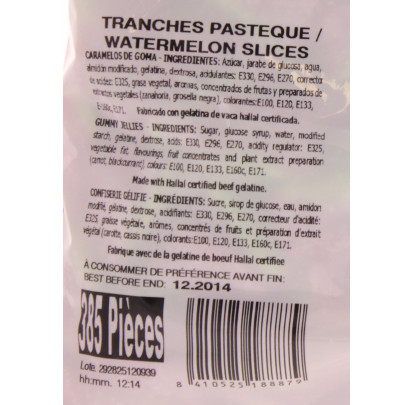 TRANCHES PASTEQUE /
WATERMELON SLICES
CARAMELOS DE GOMA - INGREDIENTES: Azúcar, jarabe de glucosa, agua,
almidón modificado, gelatina, dextrosa, acidulantes: E330, E296, E270, corrector
de acidez: E325, grasa vegetal, aromas, concentrados de frutas y preparados de
extractos vegetales (zanahoria, grosella negra), colorantes: E100, E120, E133,
E-160c, E171.
Fabricado con gelatina de vaca hallal certificada.
GUMMY JELLIES - INGREDIENTS: Sugar, glucose syrup, water, modified
starch, gelatine, dextrose, acids: E330, E296, E270, acidity regulator: E325,
vegetable fat, flavourings, fruit concentrates and plant extract preparation
(carrot, blackcurrant), colours: E100, E120, E133, E160c, E171.
Made with Hallal certified beef gelatine.
CONFISERIE GÉLIFIE - INGRÉDIENTS: Sucre, sirop de glucose, eau, amidon
modifié, gélatine, dextrose, acidifiants: E330, E296, E270, correcteur d'acidité:
E325, graisse végétale, arômes, concentrés de fruits et préparation d'extrait
végétal (carotte, cassis noire), colorants: E100, E120, E133, E160c, E171.
Fabrique avec de la gelatine de boeuf Hallal certifiee
À CONSOMMER DE PRÉFÉRENCE AVANT FIN:
BEST BEFORE END: 12.2014
385 Pièces
Lote. 292825120939
hh:mm. 12:14
8 410525 188879